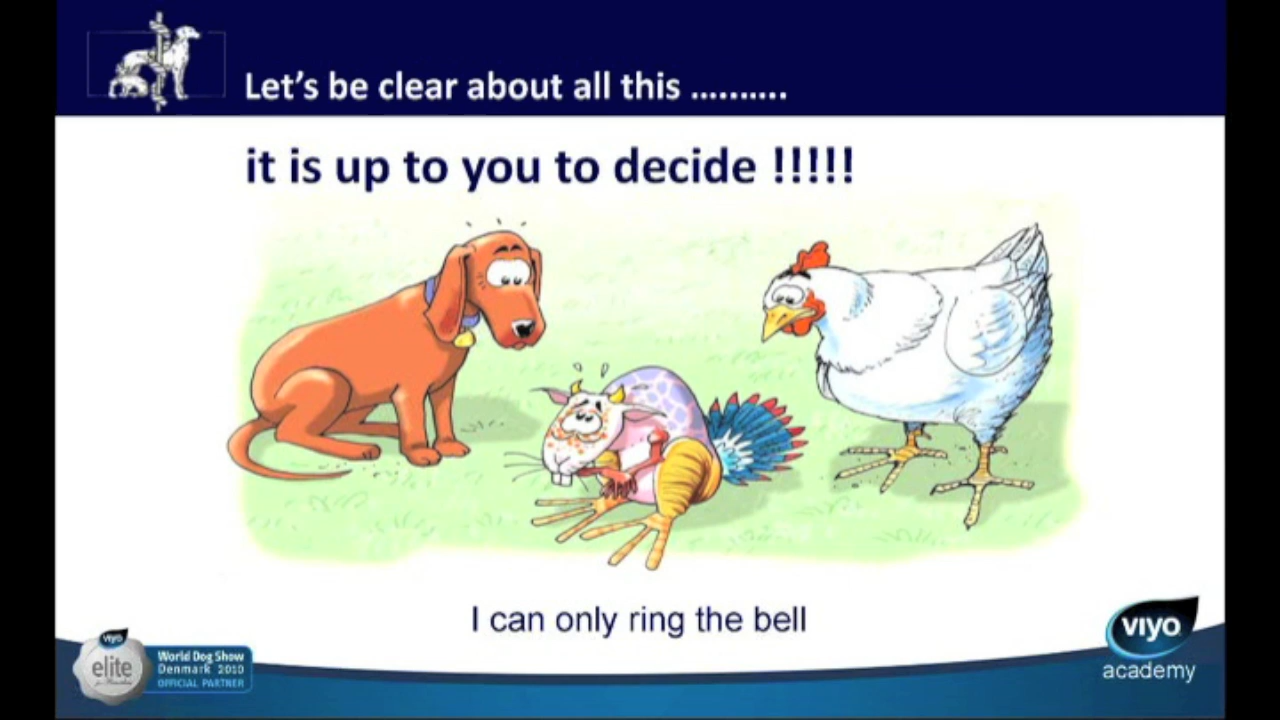 Let's be clear about all this ..........
it is up to you to decide !!!!!
I can only ring the bell
viyo
elite
World Dog Show
Denmark 2010
OFFICIAL PARTNER
viyo
academy